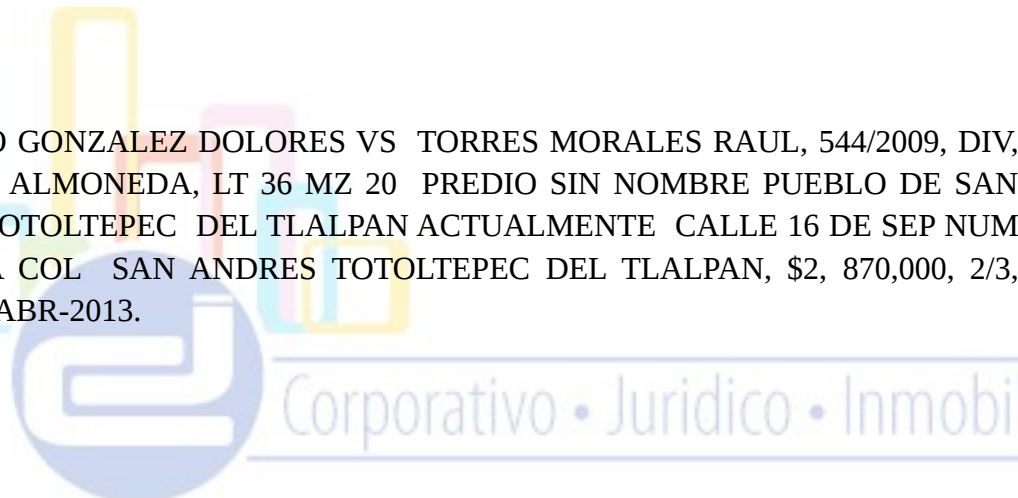 O GONZALEZ DOLORES VS TORRES MORALES RAUL, 544/2009, DIV,
ALMONEDA, LT 36 MZ 20 PREDIO SIN NOMBRE PUEBLO DE SAN
OTOLTEPEC DEL TLALPAN ACTUALMENTE CALLE 16 DE SEP NUM
A COL SAN ANDRES TOTOLTEPEC DEL TLALPAN, $2, 870,000, 2/3,
ABR-2013.
Corporativo • Juridico • Inmobi